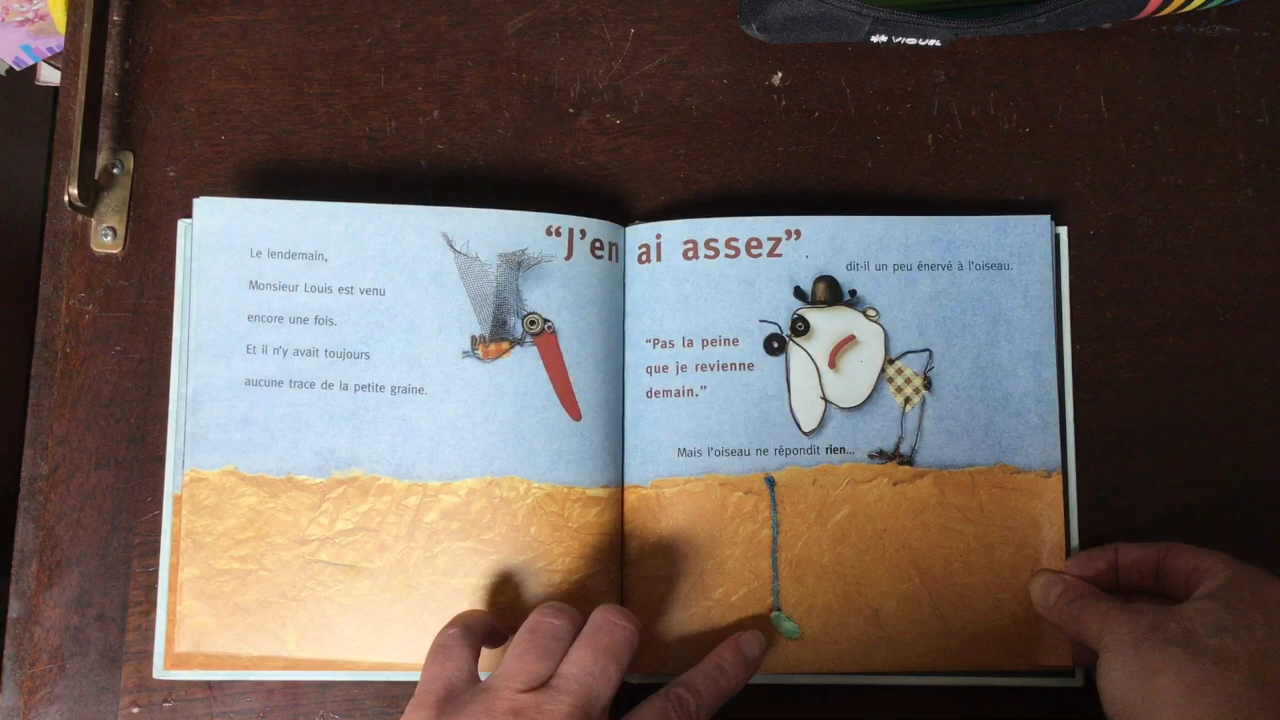 Le lendemain,
Monsieur Louis est venu
encore une fois.
Et il n'y avait toujours
aucune trace de la petite graine.
“J'en ai assez”.
dit-il un peu énervé à l'oiseau.
“Pas la peine
que je revienne
demain.”
Mais l'oiseau ne répondit rien...